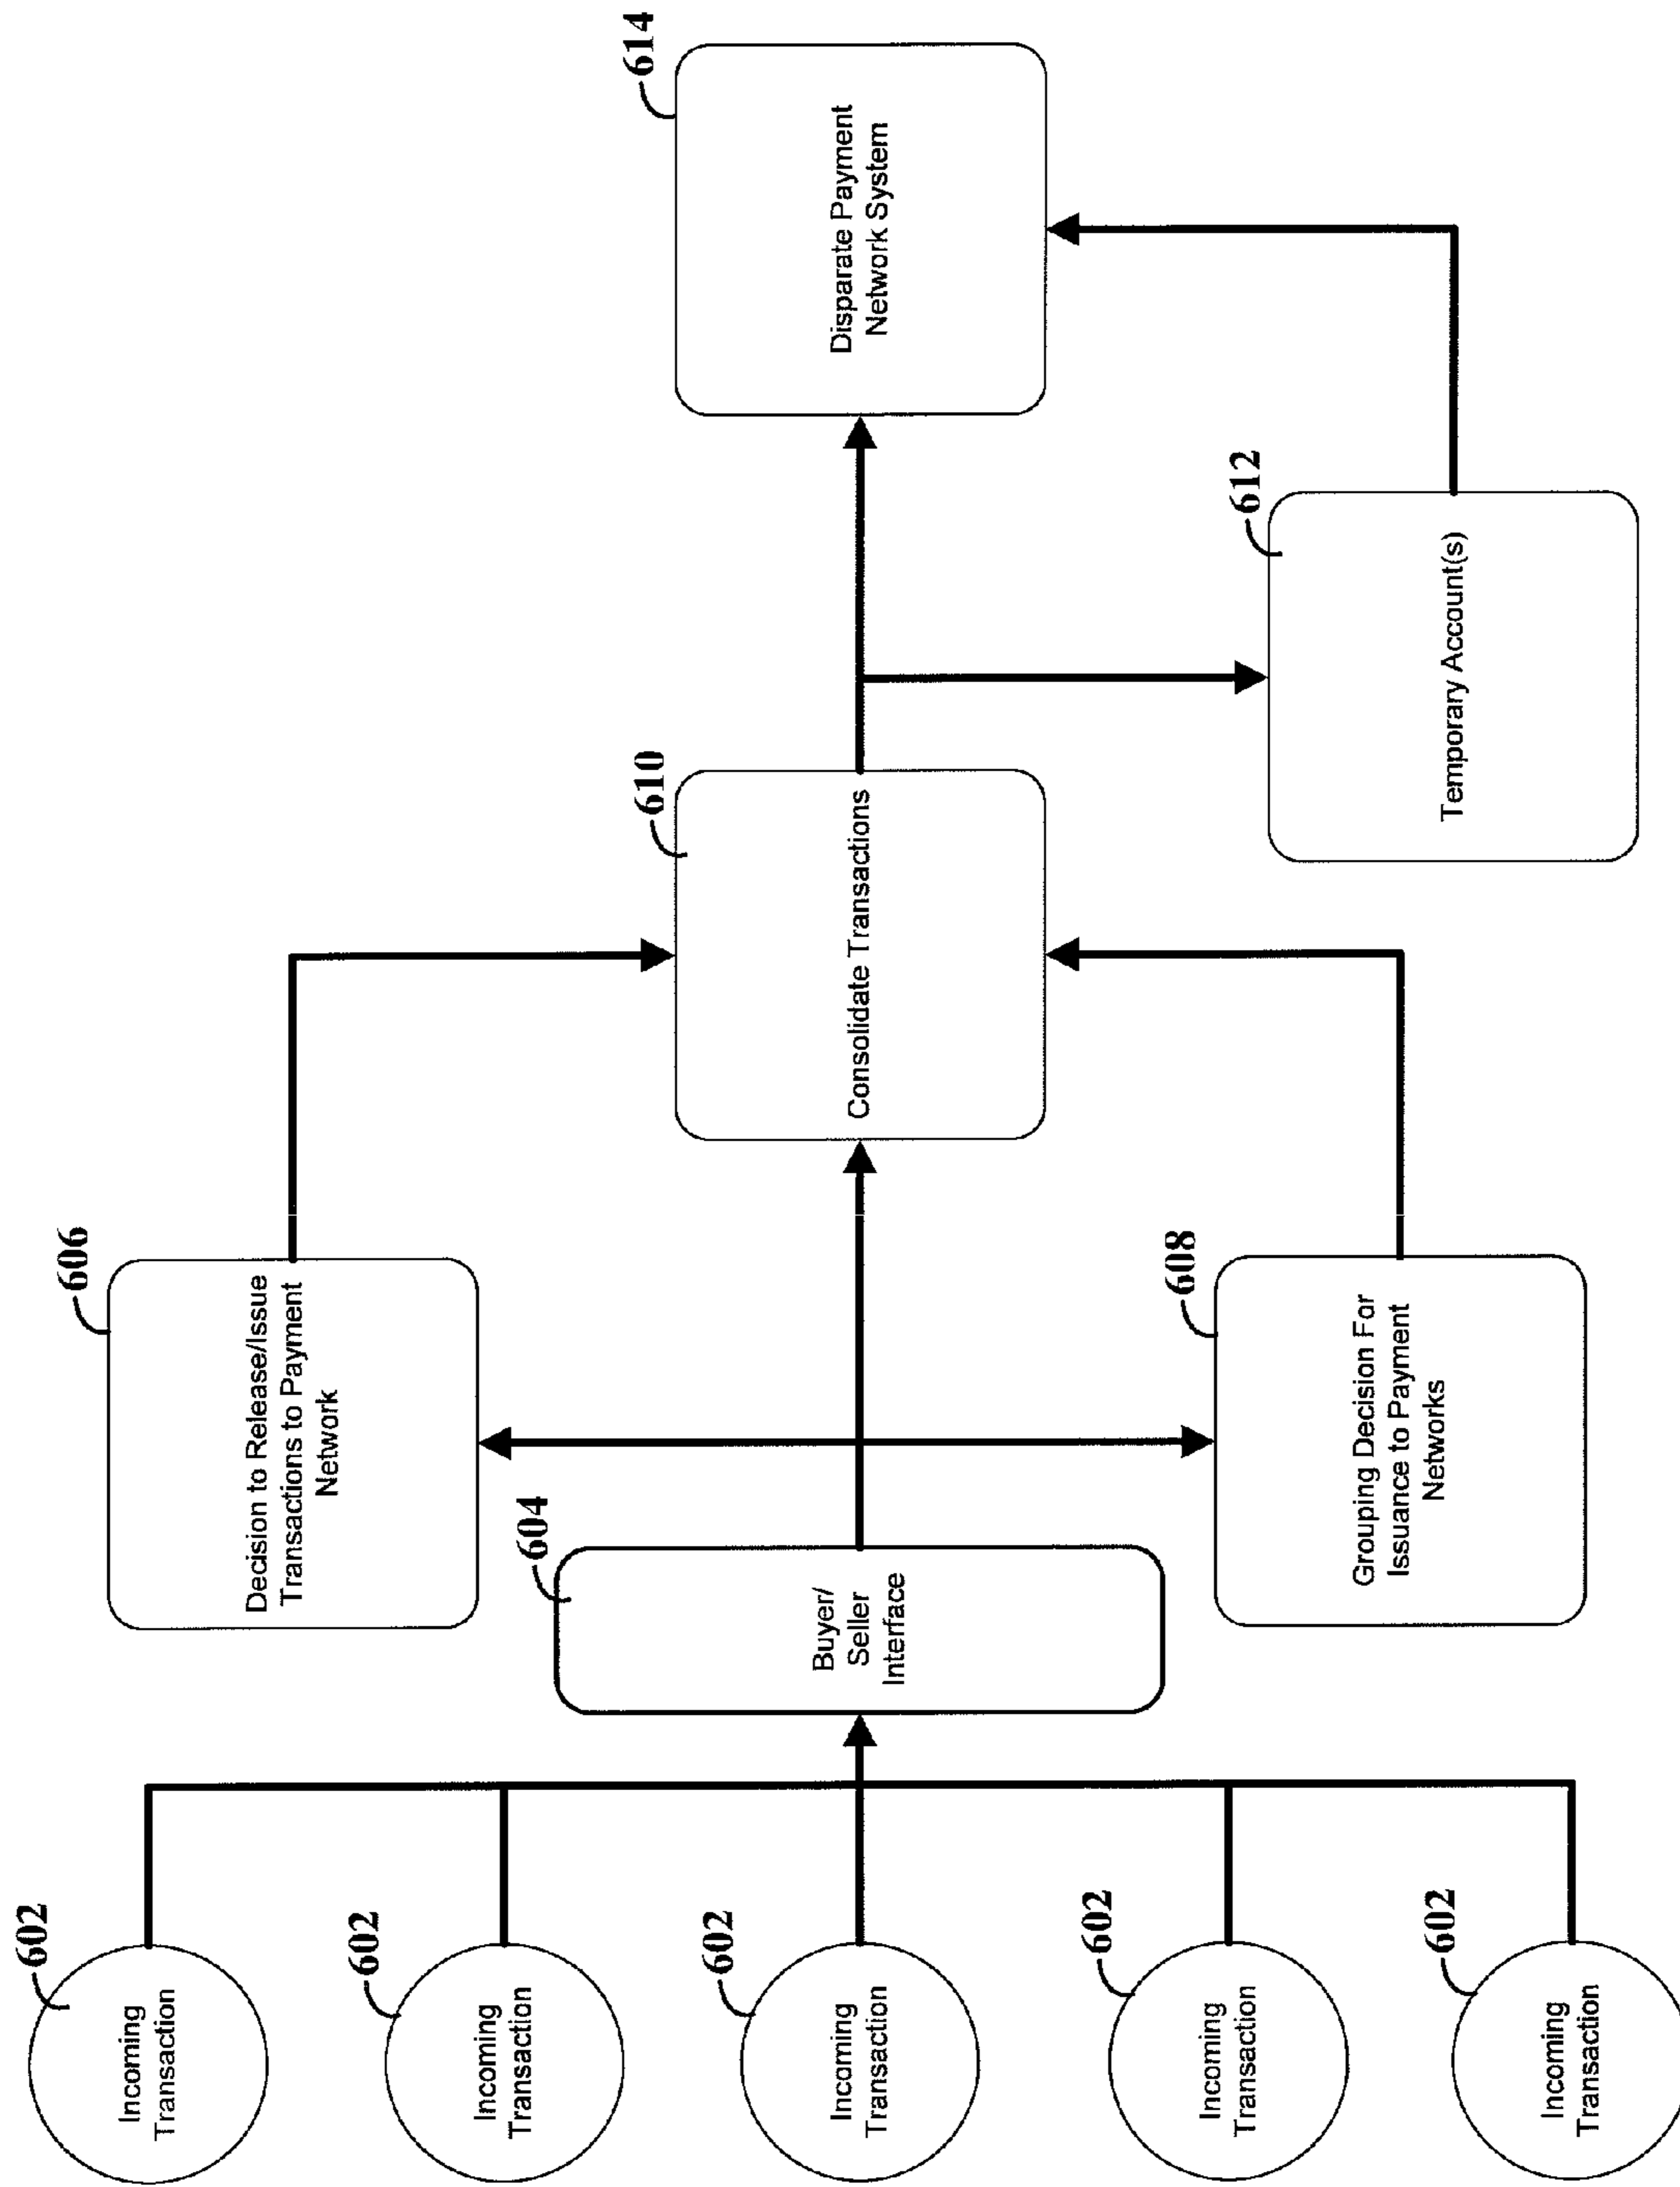 602
Incoming
Transaction
602
Incoming
Transaction
602
Incoming
Transaction
602
Incoming
Transaction
602
Incoming
Transaction
604
Buyer/
Seller
Interface
606
Decision to Release/Issue
Transactions to Payment
Network
608
Grouping Decision For
Issuance to Payment
Networks
610
Consolidate Transactions
612
Temporary Account(s)
614
Disparate Payment
Network System